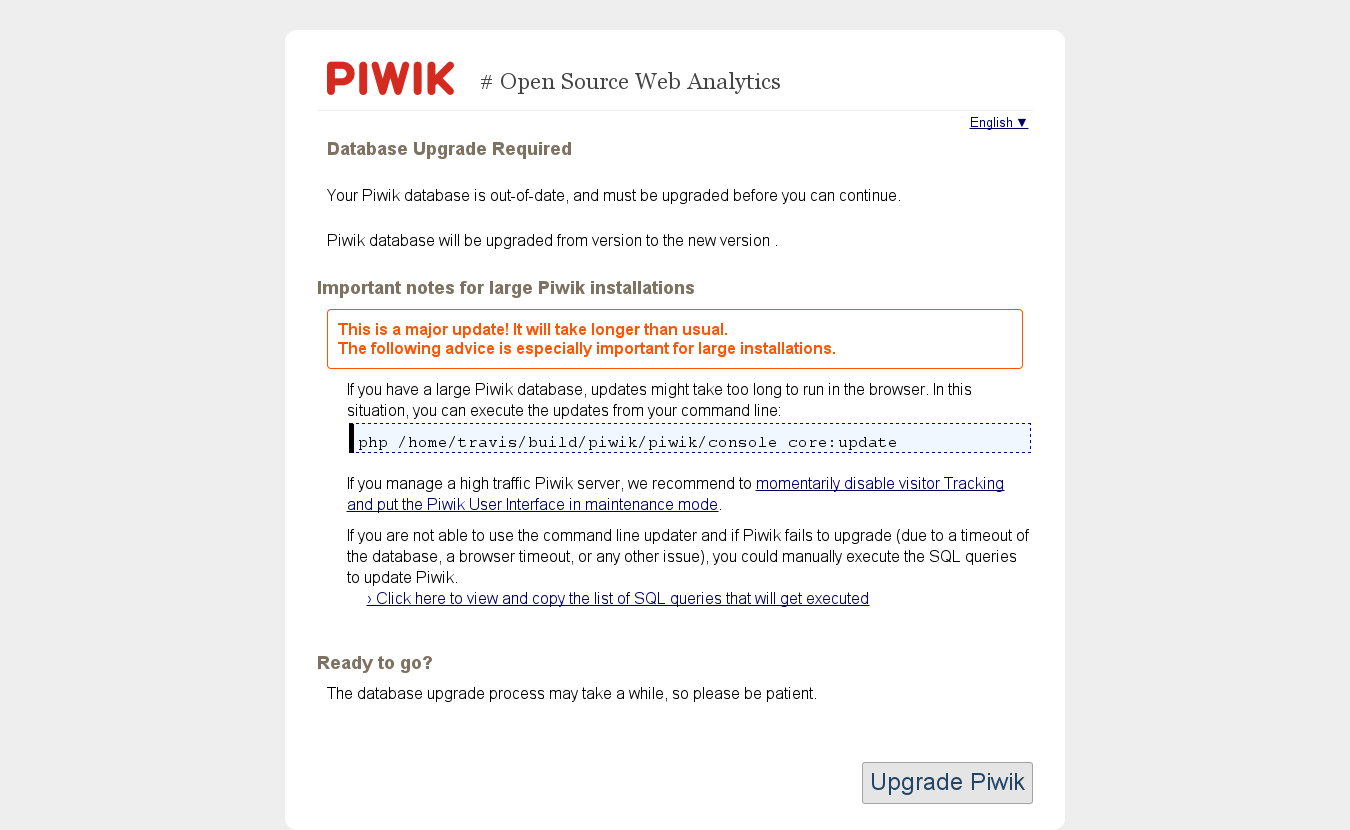 PIWIK # Open Source Web Analytics
English ▼
Database Upgrade Required
Your Piwik database is out-of-date, and must be upgraded before you can continue.
Piwik database will be upgraded from version to the new version .
Important notes for large Piwik installations
This is a major update! It will take longer than usual.
The following advice is especially important for large installations.
If you have a large Piwik database, updates might take too long to run in the browser. In this
situation, you can execute the updates from your command line:
php /home/travis/build/piwik/piwik/console core:update
If you manage a high traffic Piwik server, we recommend to momentarily disable visitor Tracking
and put the Piwik User Interface in maintenance mode.
If you are not able to use the command line updater and if Piwik fails to upgrade (due to a timeout of
the database, a browser timeout, or any other issue), you could manually execute the SQL queries
to update Piwik.
› Click here to view and copy the list of SQL queries that will get executed
Ready to go?
The database upgrade process may take a while, so please be patient.
Upgrade Piwik